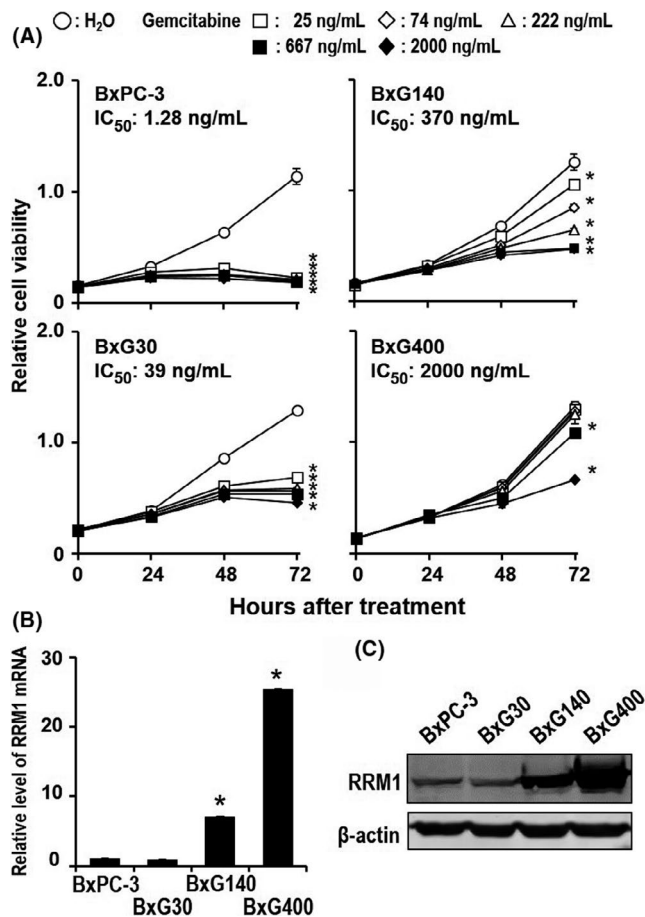 (A)
: H₂O Gemcitabine : 25 ng/mL : 74 ng/mL : 222 ng/mL
: 667 ng/mL : 2000 ng/mL
Relative cell viability
2.0
1.0
0
BxPC-3
IC₅₀: 1.28 ng/mL
*
*
*
*
*
BxG140
IC₅₀: 370 ng/mL
*
*
*
*
*
1.0
0
BxG30
IC₅₀: 39 ng/mL
*
*
*
*
*
BxG400
IC₅₀: 2000 ng/mL
*
*
0 24 48 72 0 24 48 72
Hours after treatment
(B)
Relative level of RRM1 mRNA
30
20
10
0
*
*
BxPC-3 BxG30 BxG140 BxG400
(C)
BxPC-3 BxG30 BxG140 BxG400
RRM1
β-actin